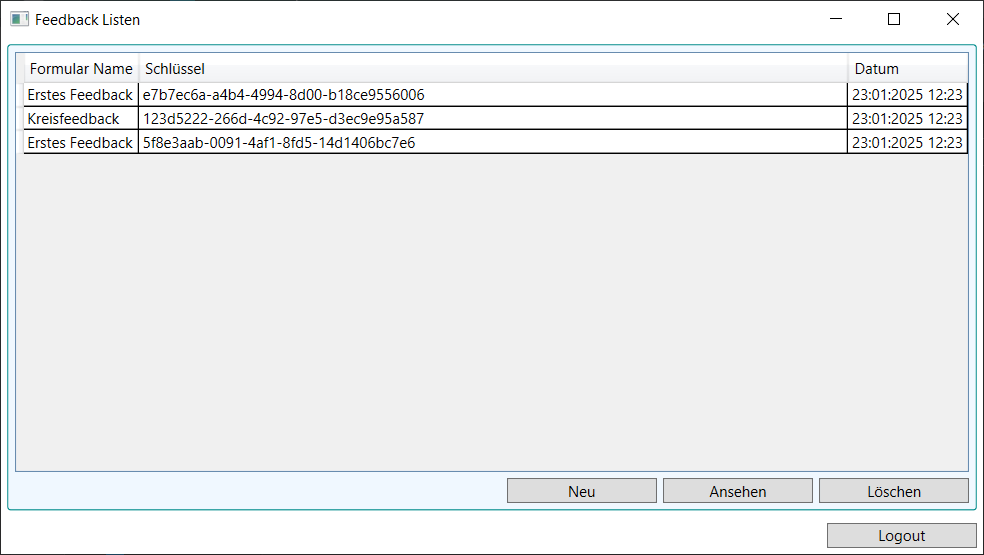 Feedback Listen
Formular Name Schlüssel Datum
Erstes Feedback e7b7ec6a-a4b4-4994-8d00-b18ce9556006 23:01:2025 12:23
Kreisfeedback 123d5222-266d-4c92-97e5-d3ec9e95a587 23:01:2025 12:23
Erstes Feedback 5f8e3aab-0091-4af1-8fd5-14d1406bc7e6 23:01:2025 12:23
Neu Ansehen Löschen
Logout